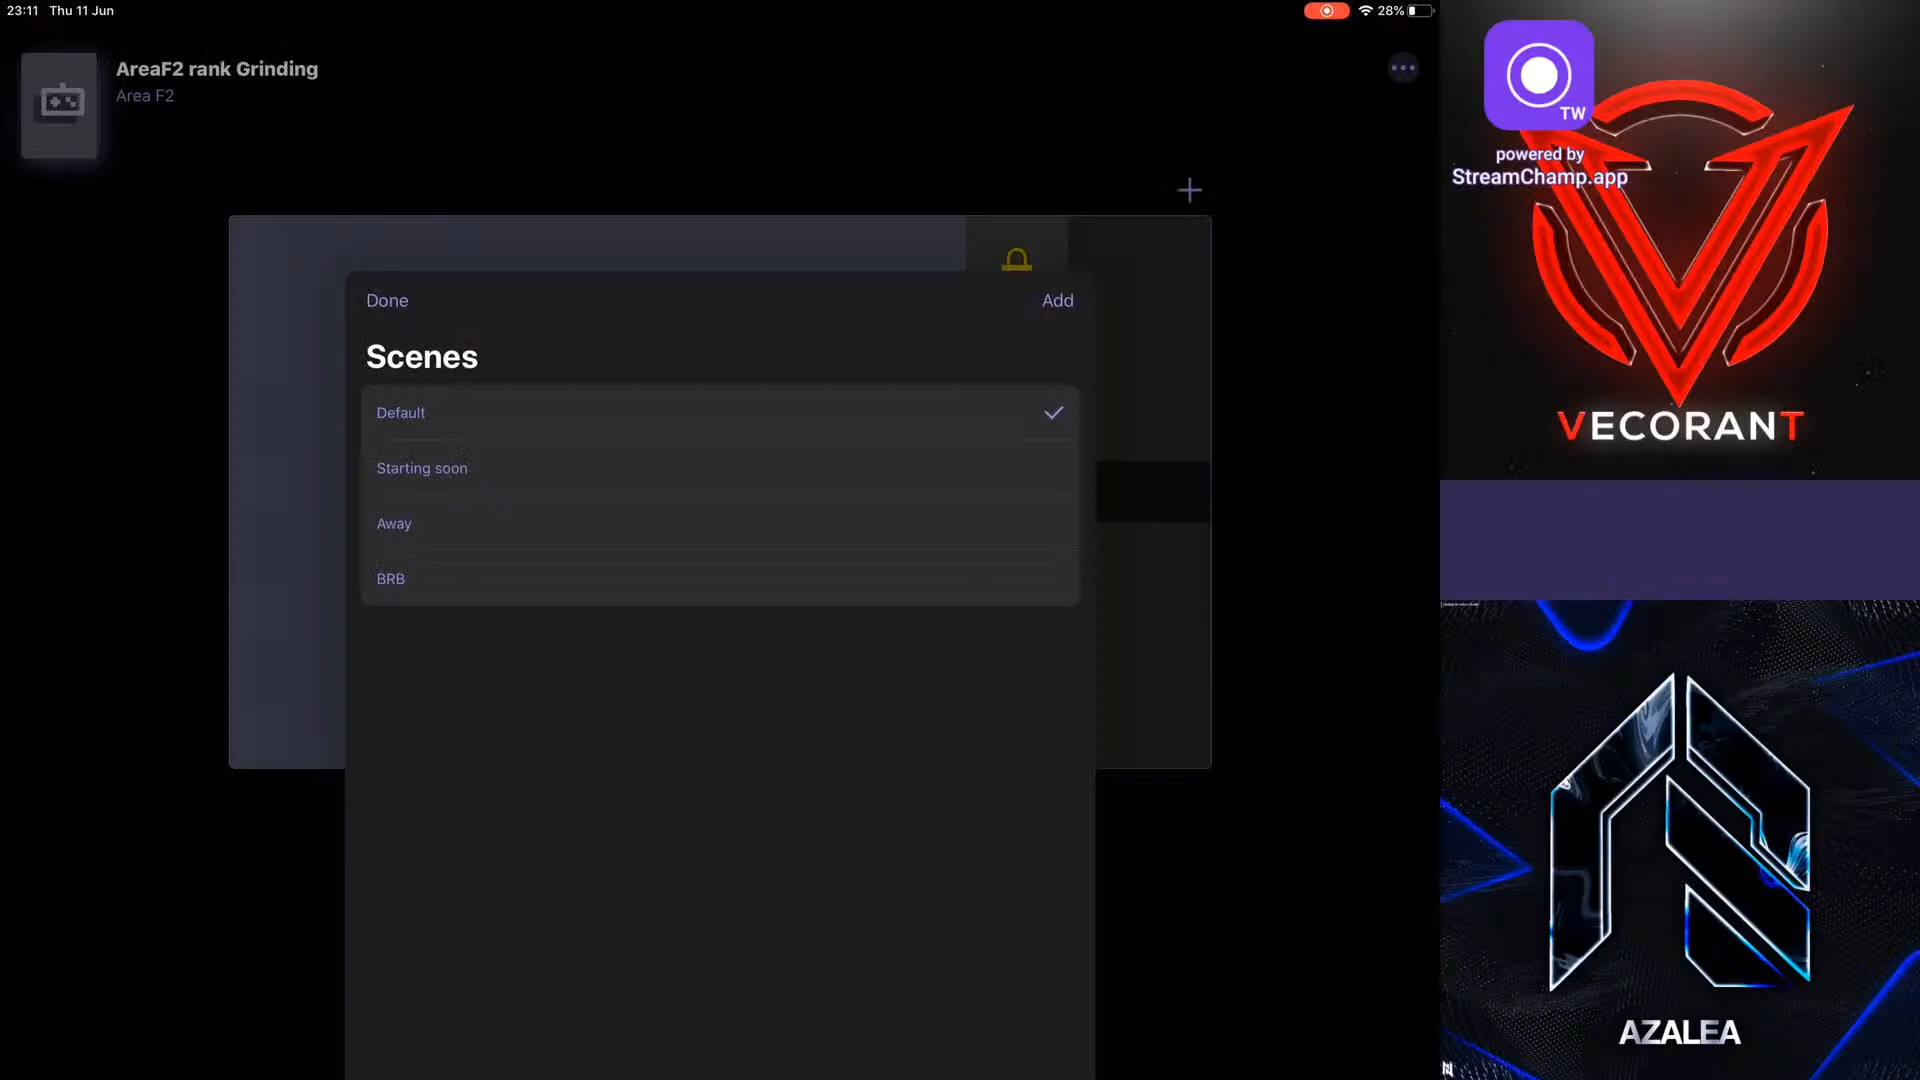 23:11 Thu 11 Jun
28%
AreaF2 rank Grinding
Area F2
Done
Add
Scenes
Default
Starting soon
Away
BRB
TW
powered by
StreamChamp.app
VECORANT
AZALEA